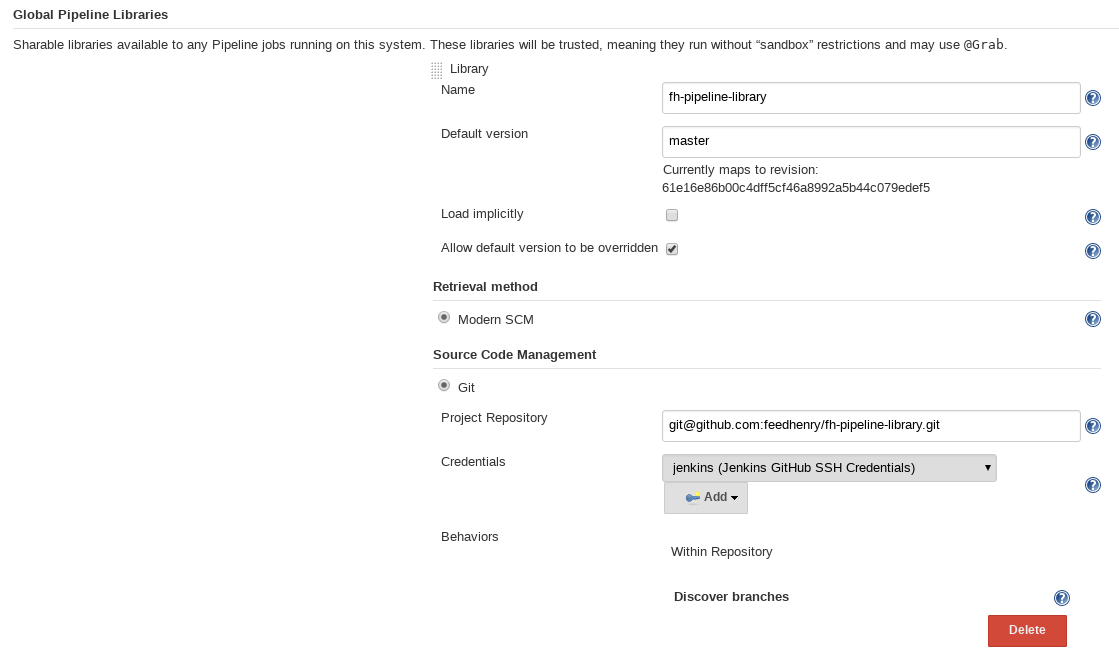 Global Pipeline Libraries
Sharable libraries available to any Pipeline jobs running on this system. These libraries will be trusted, meaning they run without “sandbox” restrictions and may use @Grab.
Library
Name
fh-pipeline-library
Default version
master
Currently maps to revision:
61e16e86b00c4dff5cf46a8992a5b44c079edef5
Load implicitly
Allow default version to be overridden
Retrieval method
Modern SCM
Source Code Management
Git
Project Repository
git@github.com:feedhenry/fh-pipeline-library.git
Credentials
jenkins (Jenkins GitHub SSH Credentials)
Add
Behaviors
Within Repository
Discover branches
Delete